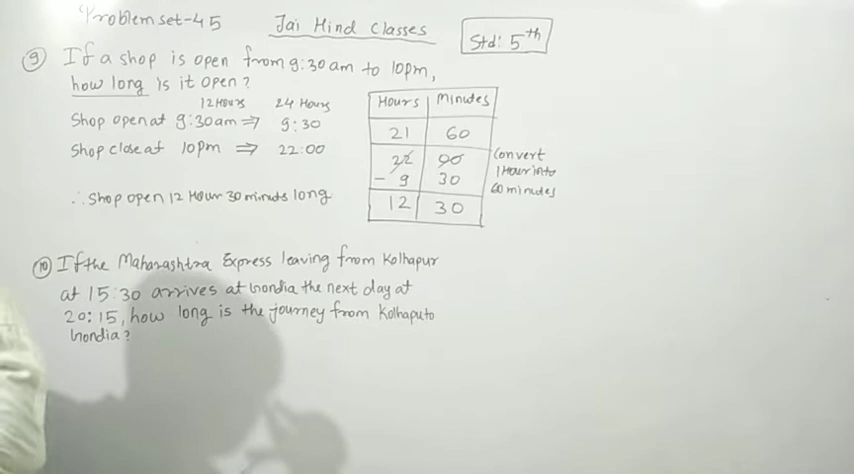 Problem set-45
Jai Hind Classes
Std: 5th
9 If a shop is open from 9:30 am to 10pm,
how long is it open?
12 Hours 24 Hours
Shop open at 9:30am ⇒ 9:30
Shop close at 10pm ⇒ 22:00
∴ Shop open 12 Hour 30 minuts long
Hours Minutes
21 60
22 00
- 9 30
12 30
Convert
1 Hour into
60 minutes
10 If the Maharashtra Express leaving from Kolhapur
at 15:30 arrives at Gondia the next day at
20:15, how long is the journey from Kolhapu to
Gondia?